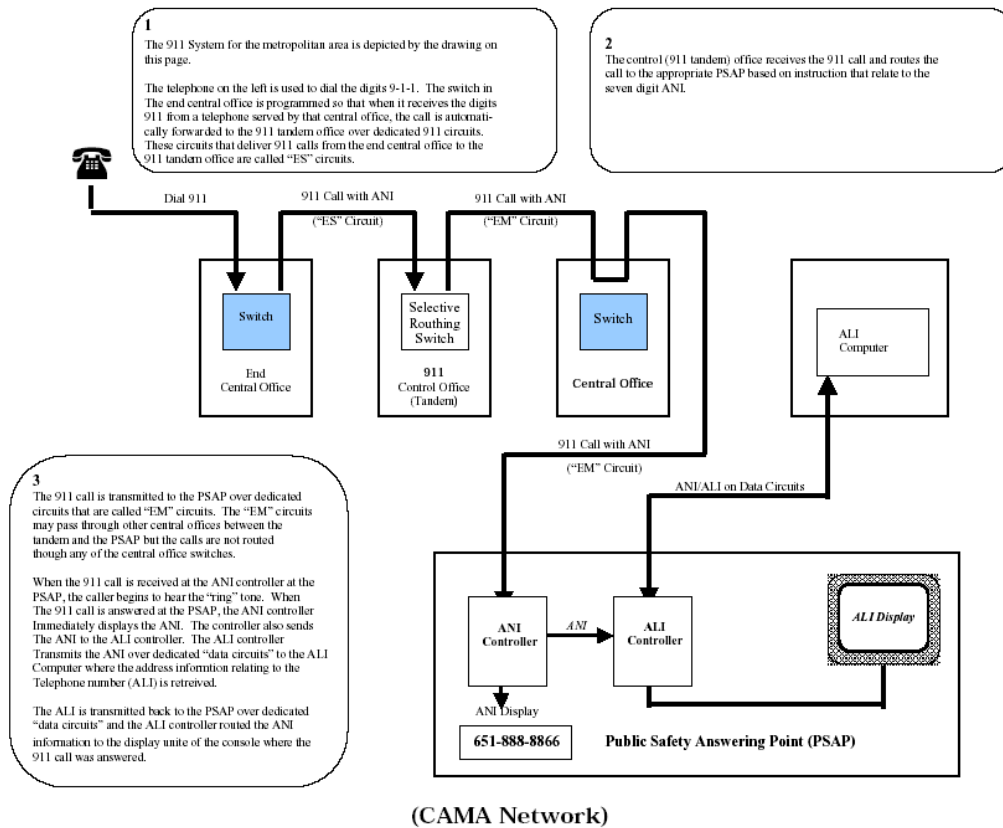 1
The 911 System for the metropolitan area is depicted by the drawing on
this page.
The telephone on the left is used to dial the digits 9-1-1. The switch in
The end central office is programmed so that when it receives the digits
911 from a telephone served by that central office, the call is automati-
cally forwarded to the 911 tandem office over dedicated 911 circuits.
These circuits that deliver 911 calls from the end central office to the
911 tandem office are called “ES” circuits.
2
The control (911 tandem) office receives the 911 call and routes the
call to the appropriate PSAP based on instruction that relate to the
seven digit ANI.
Dial 911
911 Call with ANI
(“ES” Circuit)
911 Call with ANI
(“EM” Circuit)
Switch
End
Central Office
Selective
Routhing
Switch
911
Control Office
(Tandem)
Switch
Central Office
ALI
Computer
911 Call with ANI
(“EM” Circuit)
ANI/ALI on Data Circuits
3
The 911 call is transmitted to the PSAP over dedicated
circuits that are called “EM” circuits. The “EM” circuits
may pass through other central offices between the
tandem and the PSAP but the calls are not routed
though any of the central office switches.
When the 911 call is received at the ANI controller at the
PSAP, the caller begins to hear the “ring” tone. When
The 911 call is answered at the PSAP, the ANI controller
Immediately displays the ANI. The controller also sends
The ANI to the ALI controller. The ALI controller
Transmits the ANI over dedicated “data circuits” to the ALI
Computer where the address informtion relating to the
Telephone number (ALI) is retreived.
The ALI is transmitted back to the PSAP over dedicated
“data circuits” and the ALI controller routed the ANI
information to the display unite of the console where the
911 call was answered.
ANI
Controller
ANI
ALI
Controller
ALI Display
ANI Display
651-888-8866
Public Safety Answering Point (PSAP)
(CAMA Network)